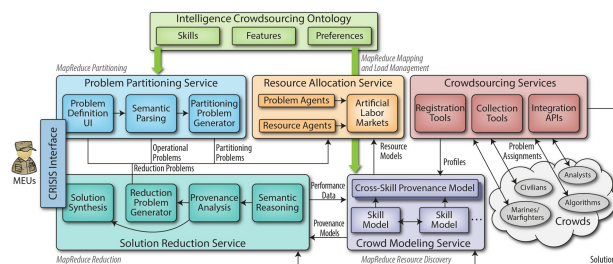 Intelligence Crowdsourcing Ontology
Skills
Features
Preferences
MapReduce Partitioning
MapReduce Mapping
and Load Management
Problem Partitioning Service
Problem
Definition
UI
Semantic
Parsing
Partitioning
Problem
Generator
Resource Allocation Service
Problem Agents
Resource Agents
Artificial
Labor
Markets
Crowdsourcing Services
Registration
Tools
Collection
Tools
Integration
APIs
MEUs
CRISIS Interface
Operational
Problems
Partitioning
Problems
Reduction Problems
Resource
Models
Profiles
Problem
Assignments
Solution
Synthesis
Reduction
Problem
Generator
Provenance
Analysis
Semantic
Reasoning
Solution Reduction Service
Performance
Data
Provenance
Models
Cross-Skill Provenance Model
Skill
Model
Skill
Model
...
Crowd Modeling Service
Civilians
Analysts
Marines/
Warfighters
Algorithms
Crowds
MapReduce Reduction
MapReduce Resource Discovery
Solution